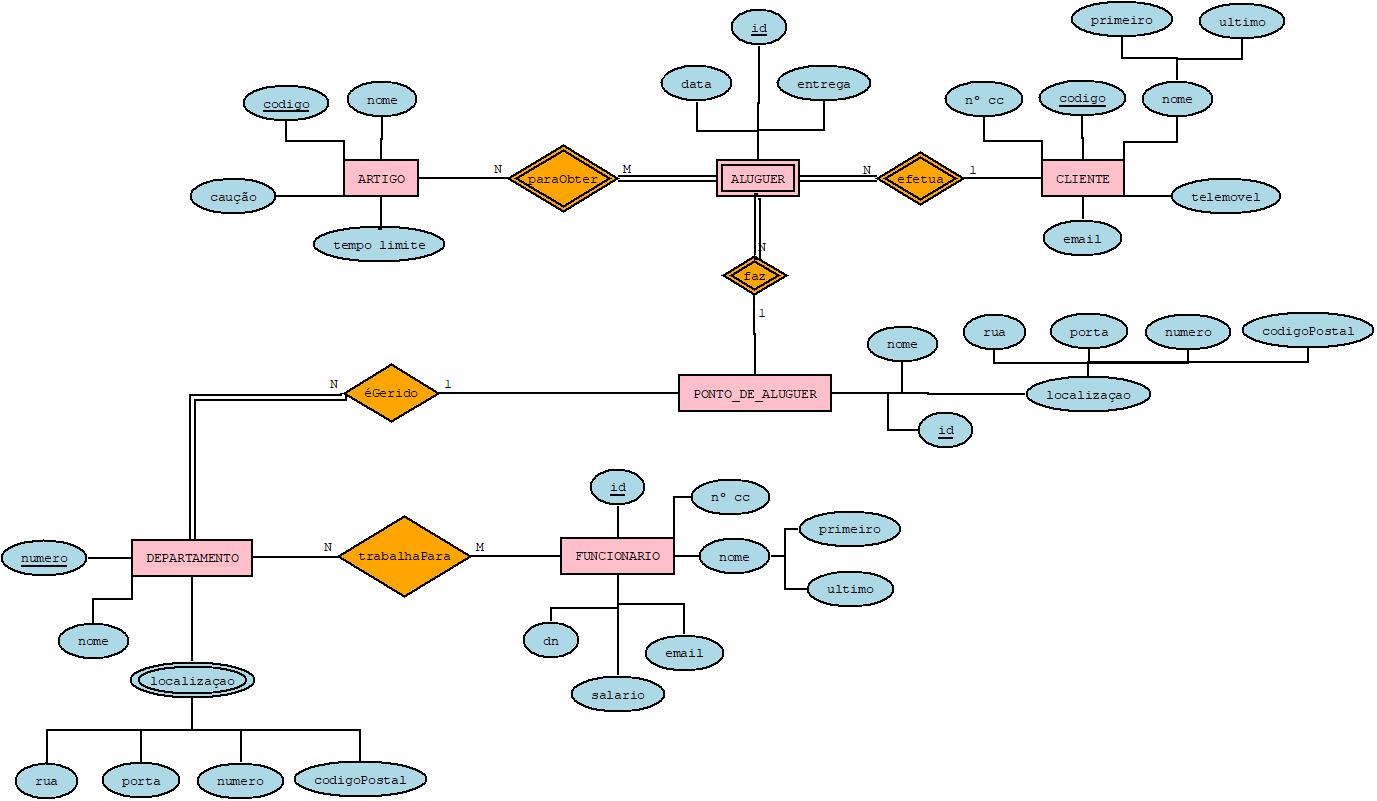 primeiro
ultimo
id
data
entrega
codigo
nome
nº cc
codigo
nome
ARTIGO
N
paraObter
M
ALUGUER
N
efetua
1
CLIENTE
caução
telemovel
tempo limite
email
N
faz
1
rua
porta
numero
codigoPostal
nome
N
éGerido
1
PONTO_DE_ALUGUER
localizaçao
id
id
nº cc
primeiro
numero
DEPARTAMENTO
N
trabalhaPara
M
FUNCIONARIO
nome
ultimo
nome
dn
email
localizaçao
salario
rua
porta
numero
codigoPostal